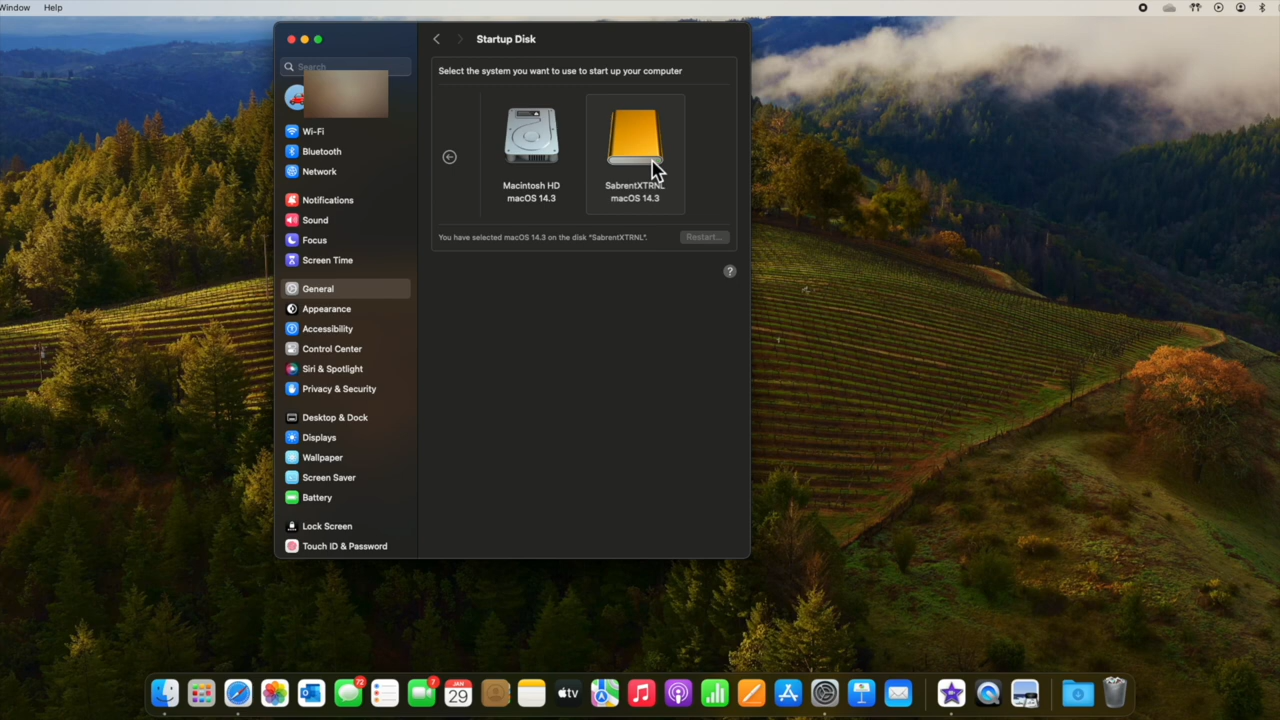 Window Help
Startup Disk
Search
Select the system you want to use to start up your computer
Wi-Fi
Bluetooth
Network
Notifications
Sound
Focus
Screen Time
General
Appearance
Accessibility
Control Center
Siri & Spotlight
Privacy & Security
Desktop & Dock
Displays
Wallpaper
Screen Saver
Battery
Lock Screen
Touch ID & Password
Macintosh HD
macOS 14.3
SabrentXTRNL
macOS 14.3
You have selected macOS 14.3 on the disk “SabrentXTRNL”.
Restart...
?
72
7
JAN
29
tv